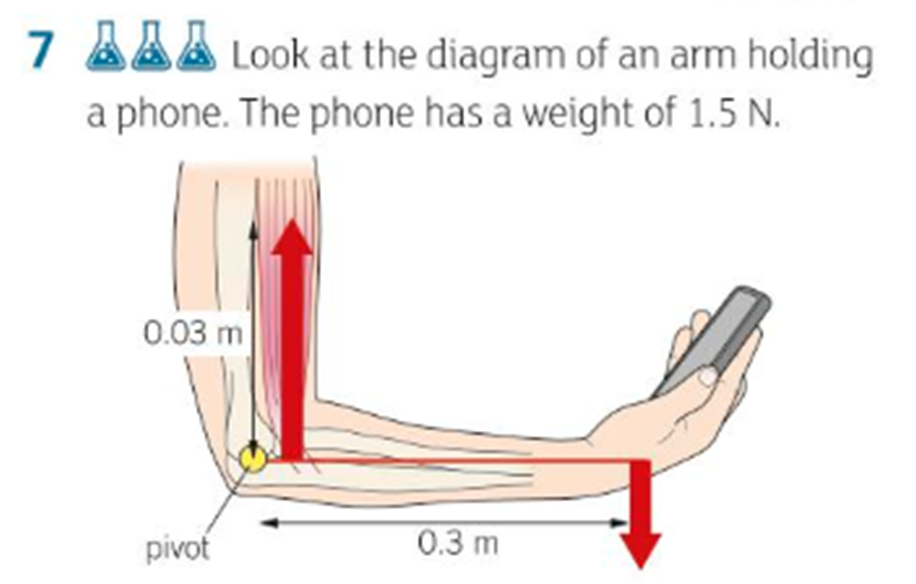 7 Look at the diagram of an arm holding
a phone. The phone has a weight of 1.5 N.
0.03 m
pivot
0.3 m